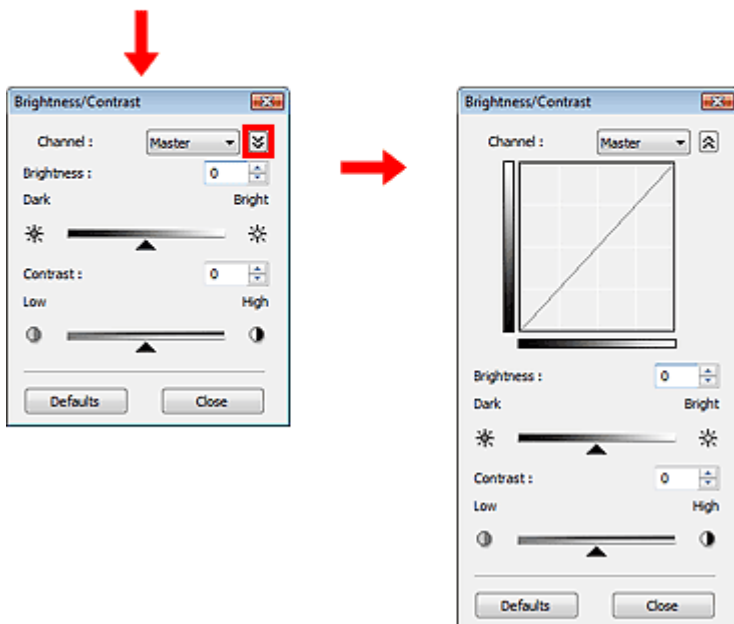 Brightness/Contrast
Channel : Master
Brightness : 0
Dark Bright
Contrast : 0
Low High
Defaults Close
Brightness/Contrast
Channel : Master
Brightness : 0
Dark Bright
Contrast : 0
Low High
Defaults Close